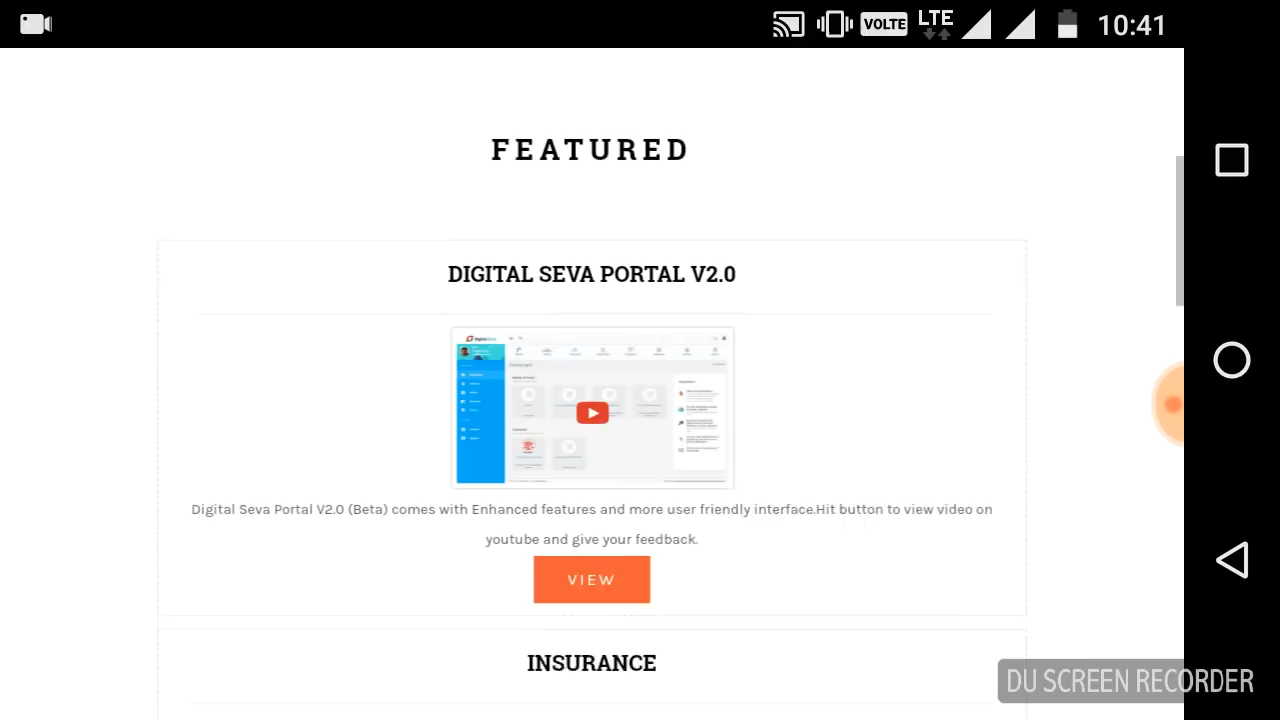 VOLTE LTE 10:41
FEATURED
DIGITAL SEVA PORTAL V2.0
Digital Seva Portal V2.0 (Beta) comes with Enhanced features and more user friendly interface.Hit button to view video on
youtube and give your feedback.
VIEW
INSURANCE
DU SCREEN RECORDER